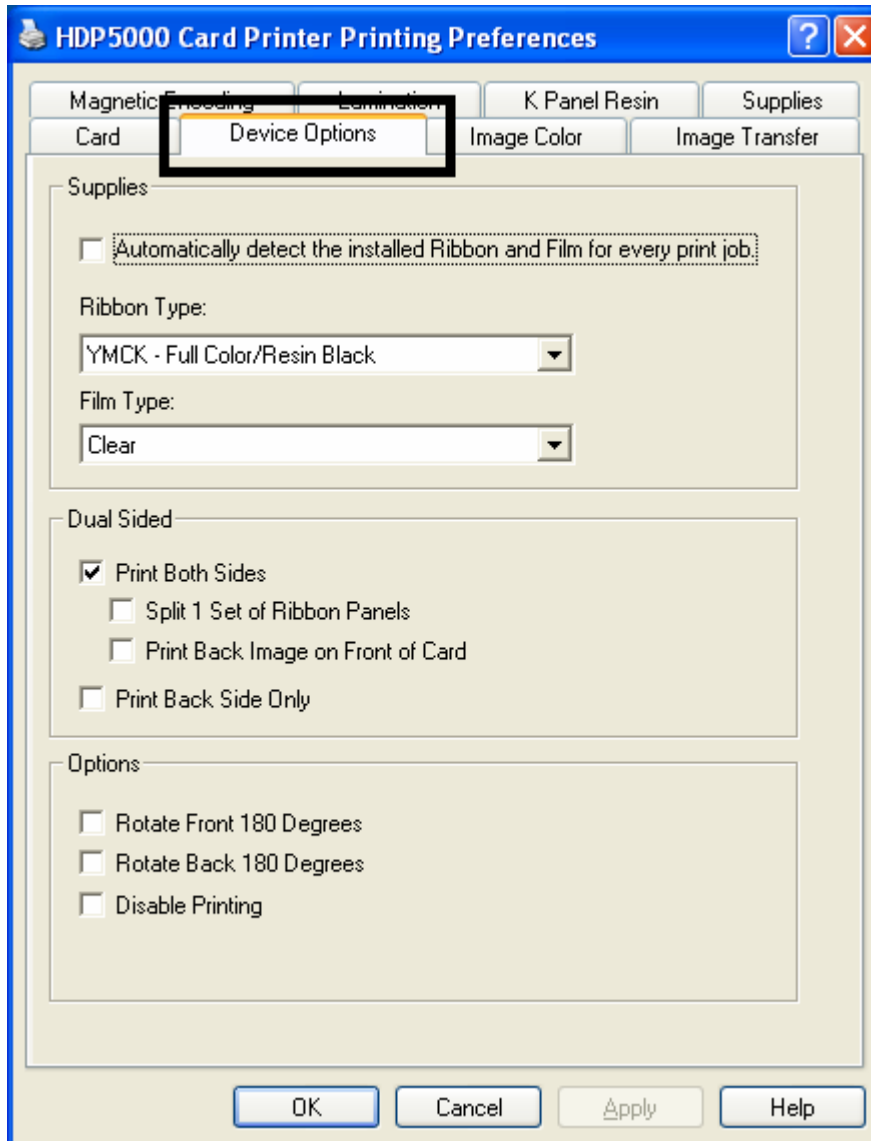 HDP5000 Card Printer Printing Preferences
Magnetic Encoding Lamination K Panel Resin Supplies
Card Device Options Image Color Image Transfer
Supplies
Automatically detect the installed Ribbon and Film for every print job.
Ribbon Type:
YMCK - Full Color/Resin Black
Film Type:
Clear
Dual Sided
Print Both Sides
Split 1 Set of Ribbon Panels
Print Back Image on Front of Card
Print Back Side Only
Options
Rotate Front 180 Degrees
Rotate Back 180 Degrees
Disable Printing
OK Cancel Apply Help